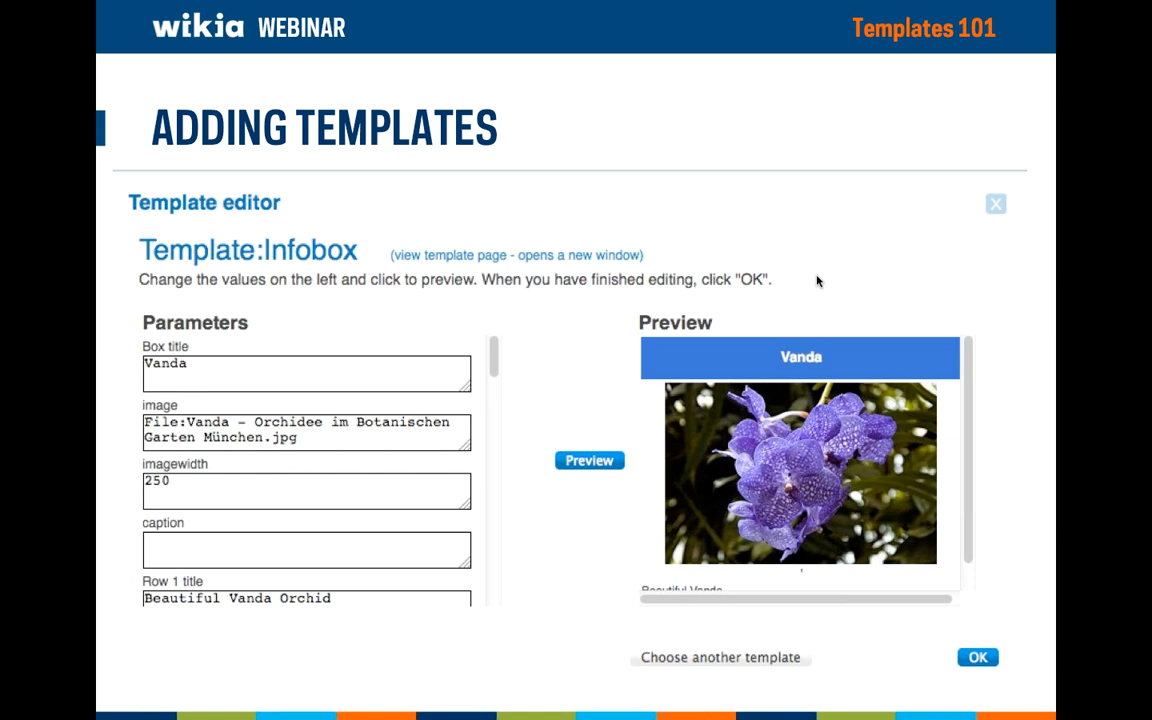 wikia WEBINAR
Templates 101
ADDING TEMPLATES
Template editor
X
Template:Infobox (view template page - opens a new window)
Change the values on the left and click to preview. When you have finished editing, click "OK".
Parameters
Box title
Vanda
image
File:Vanda - Orchidee im Botanischen
Garten München.jpg
imagewidth
250
caption
Row 1 title
Beautiful Vanda Orchid
Preview
Preview
Vanda
Beautiful Vanda
Choose another template
OK